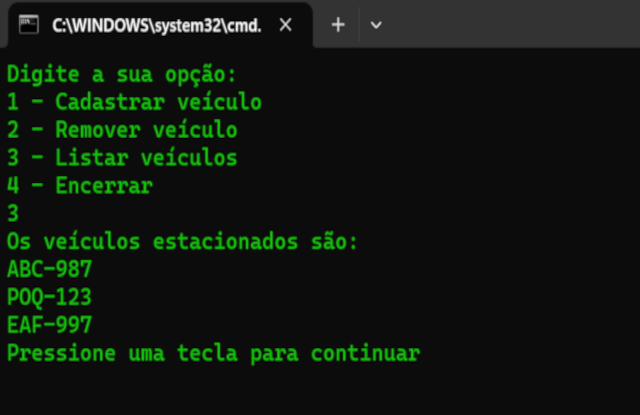 C:\WINDOWS\system32\cmd.
Digite a sua opção:
1 - Cadastrar veículo
2 - Remover veículo
3 - Listar veículos
4 - Encerrar
3
Os veículos estacionados são:
ABC-987
POQ-123
EAF-997
Pressione uma tecla para continuar